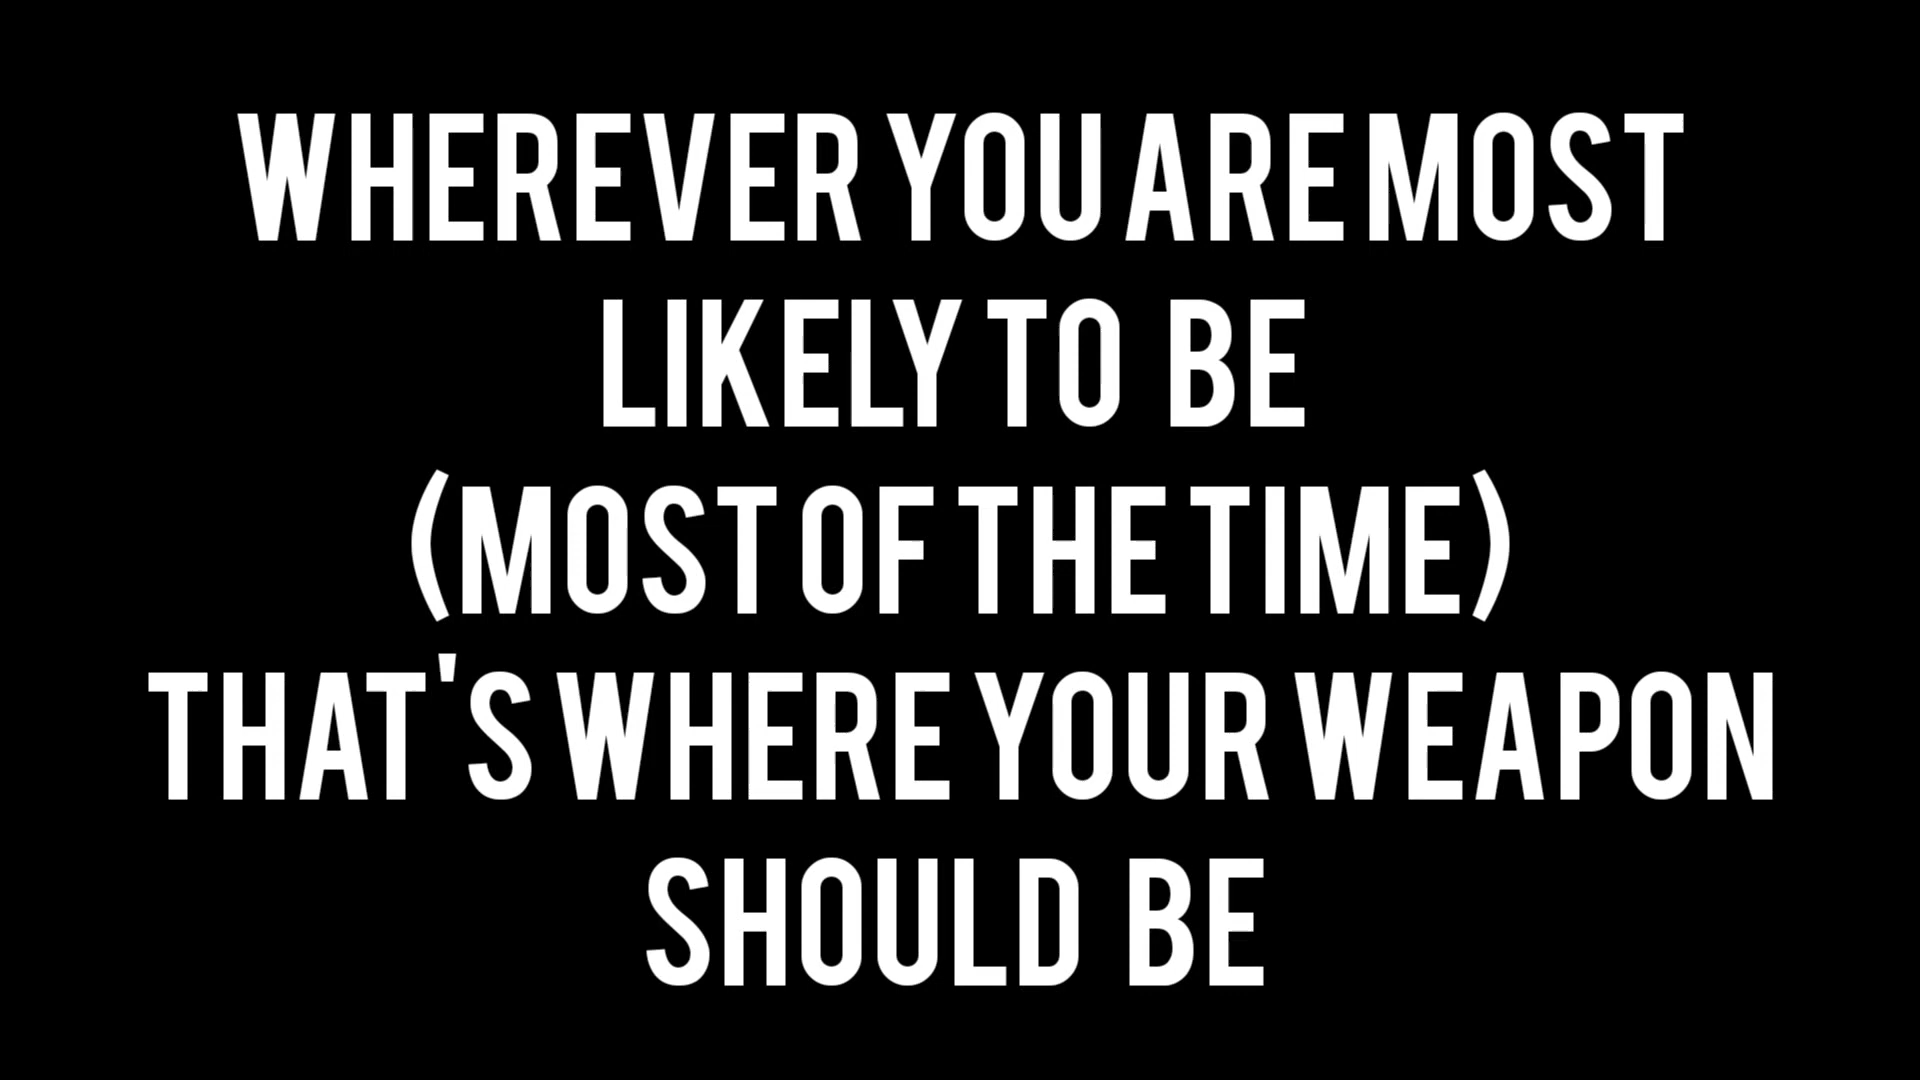 WHEREVER YOU ARE MOST
LIKELY TO BE
(MOST OF THE TIME)
THAT'S WHERE YOUR WEAPON
SHOULD BE